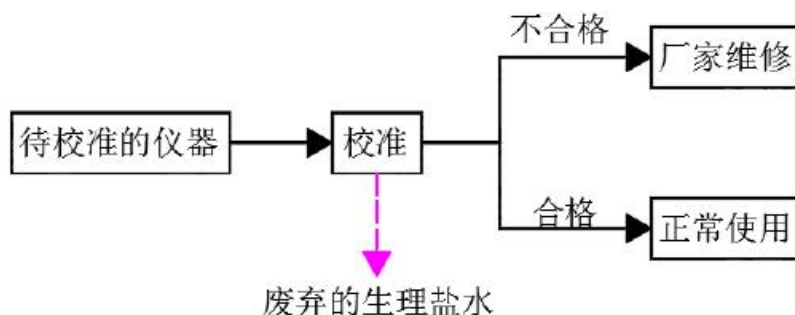 不合格
厂家维修
待校准的仪器
校准
合格
正常使用
废弃的生理盐水